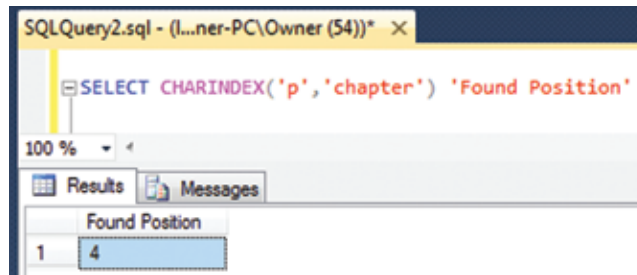 SQLQuery2.sql - (l...ner-PC\Owner (54))* ×
SELECT CHARINDEX('p','chapter') 'Found Position'
100 %
Results Messages
Found Position
1 4